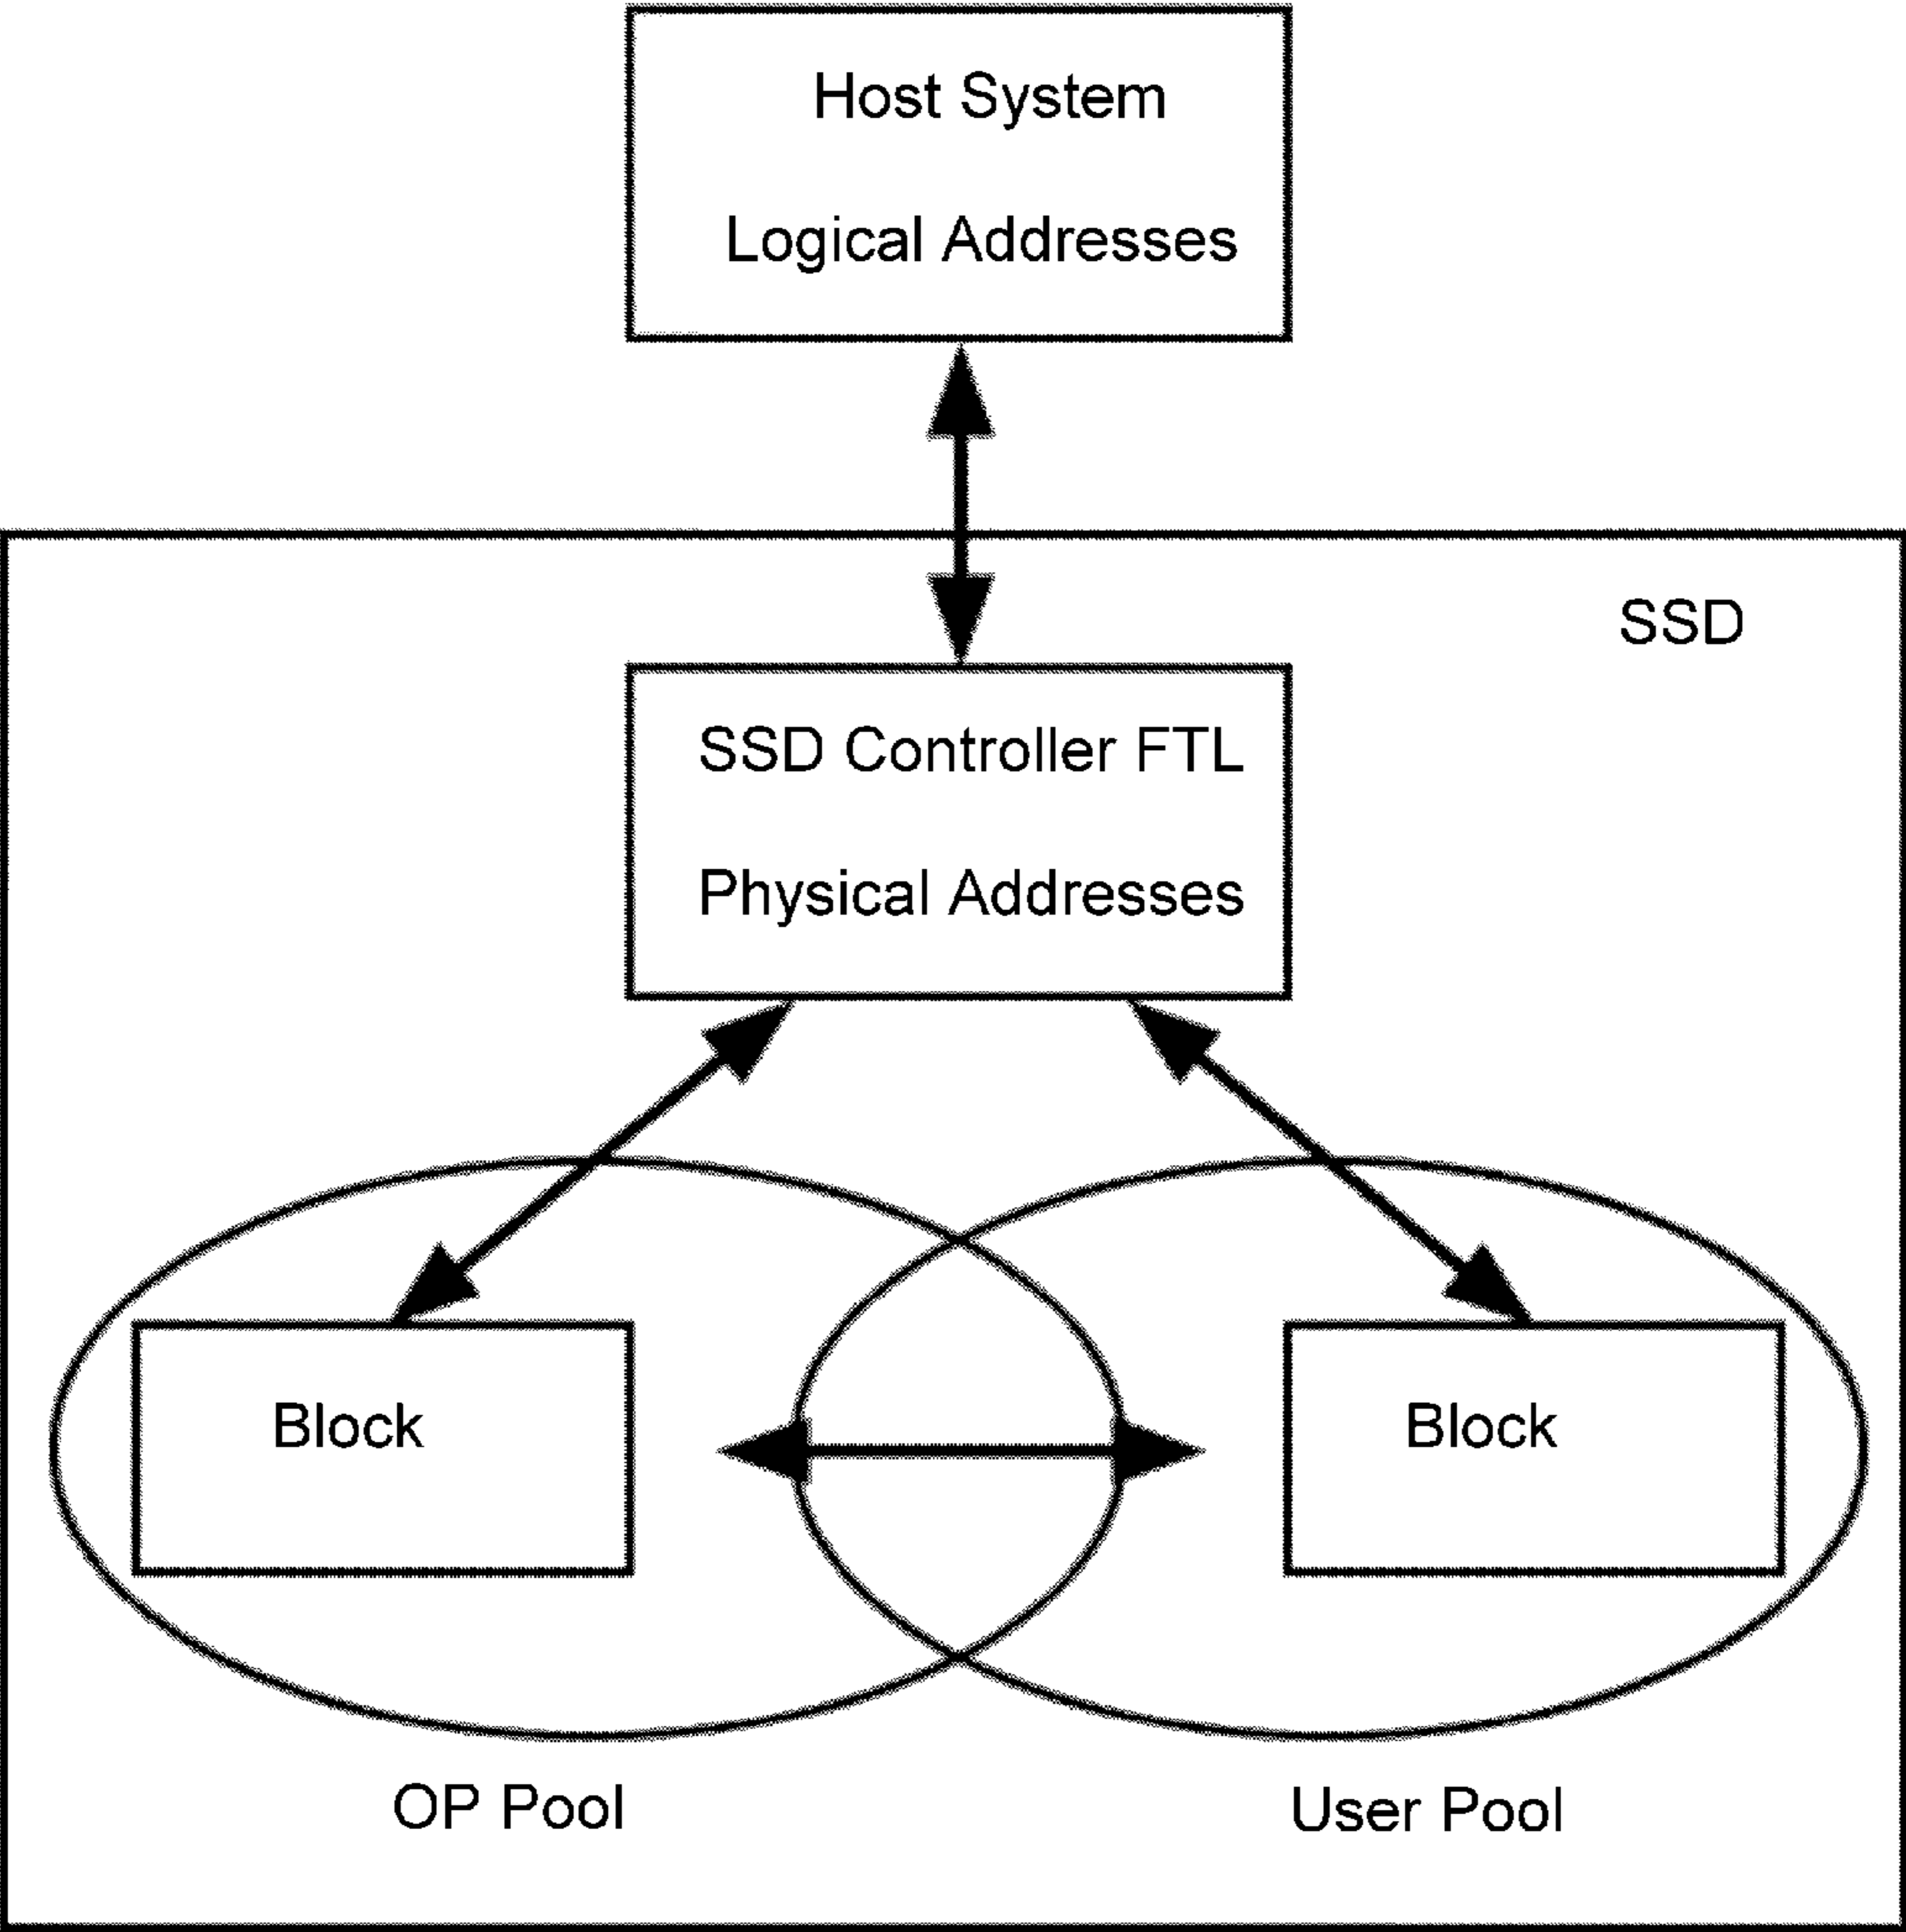 Host System
Logical Addresses
SSD
SSD Controller FTL
Physical Addresses
Block
Block
OP Pool
User Pool